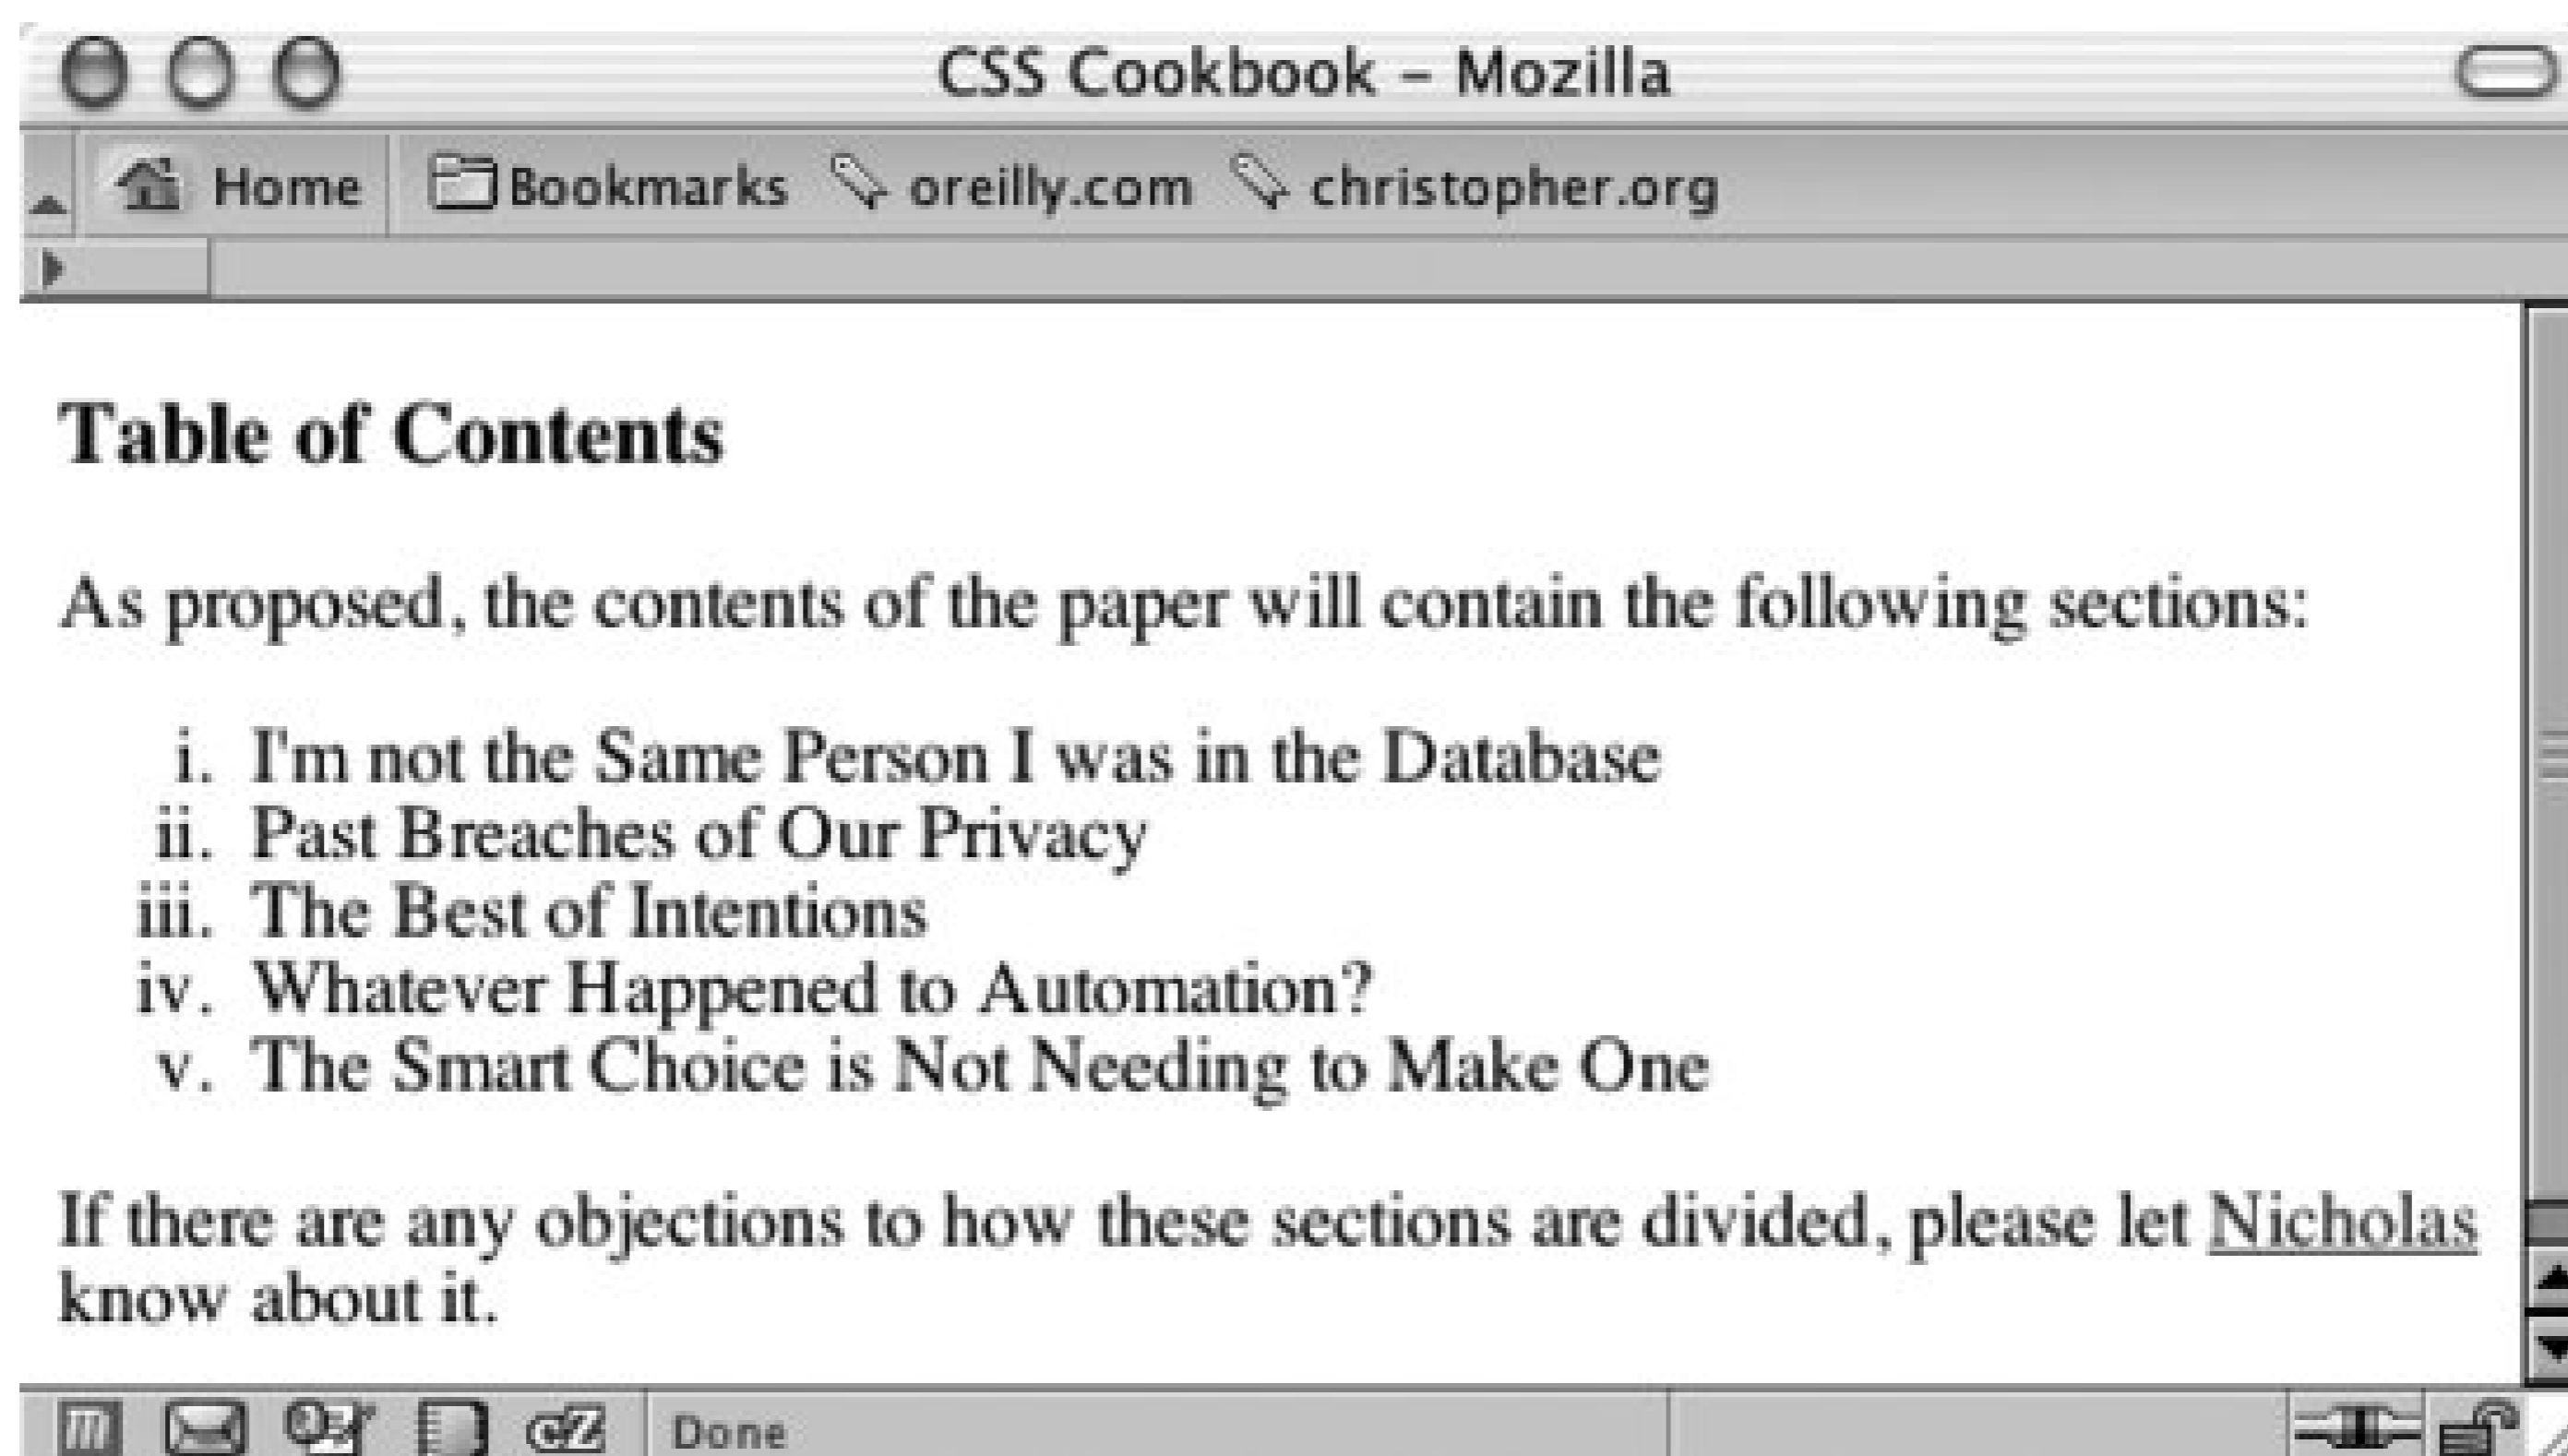 CSS Cookbook – Mozilla
Home Bookmarks oreilly.com christopher.org
Table of Contents
As proposed, the contents of the paper will contain the following sections:
i. I'm not the Same Person I was in the Database
ii. Past Breaches of Our Privacy
iii. The Best of Intentions
iv. Whatever Happened to Automation?
v. The Smart Choice is Not Needing to Make One
If there are any objections to how these sections are divided, please let Nicholas
know about it.
m cZ Done